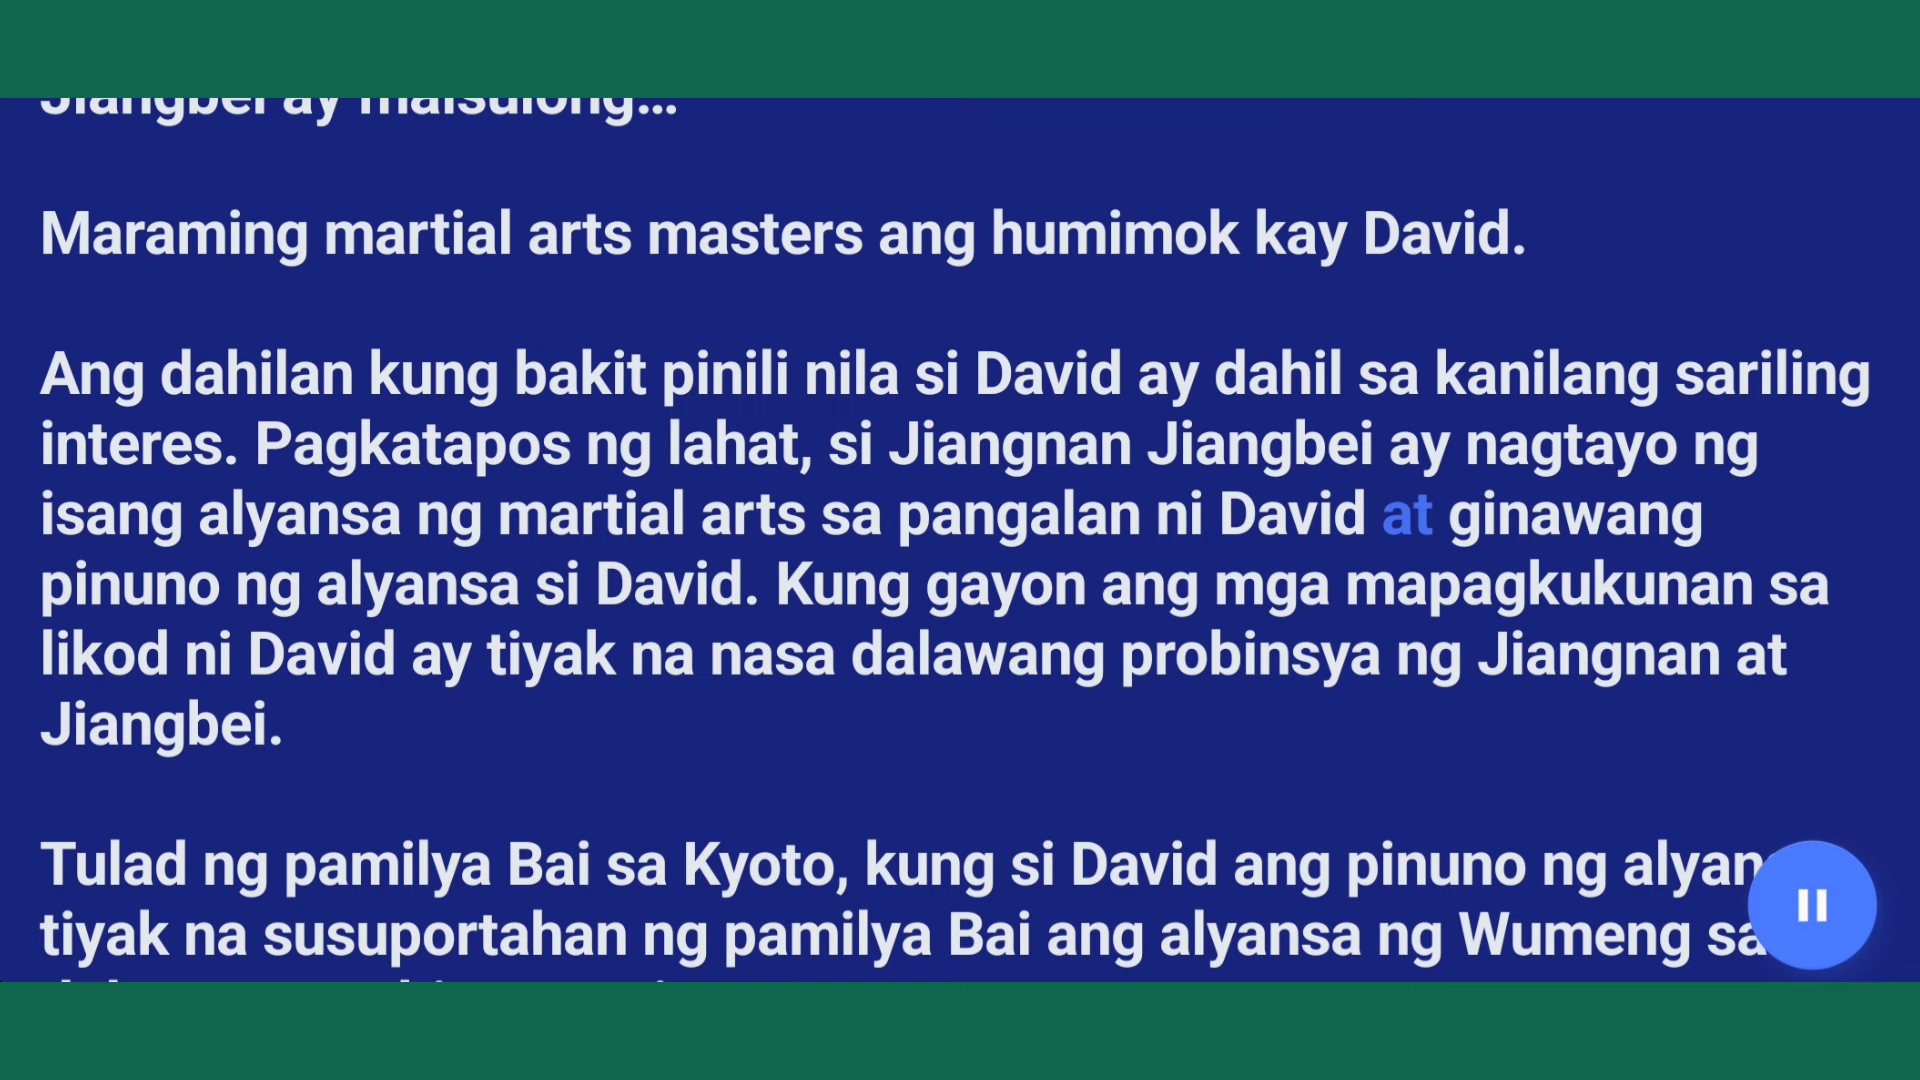 Jiangbei ay maisulong...
Maraming martial arts masters ang humimok kay David.
Ang dahilan kung bakit pinili nila si David ay dahil sa kanilang sariling
interes. Pagkatapos ng lahat, si Jiangnan Jiangbei ay nagtayo ng
isang alyansa ng martial arts sa pangalan ni David at ginawang
pinuno ng alyansa si David. Kung gayon ang mga mapagkukunan sa
likod ni David ay tiyak na nasa dalawang probinsya ng Jiangnan at
Jiangbei.
Tulad ng pamilya Bai sa Kyoto, kung si David ang pinuno ng
tiyak na susuportahan ng pamilya Bai ang alyansa ng Wumeng sa